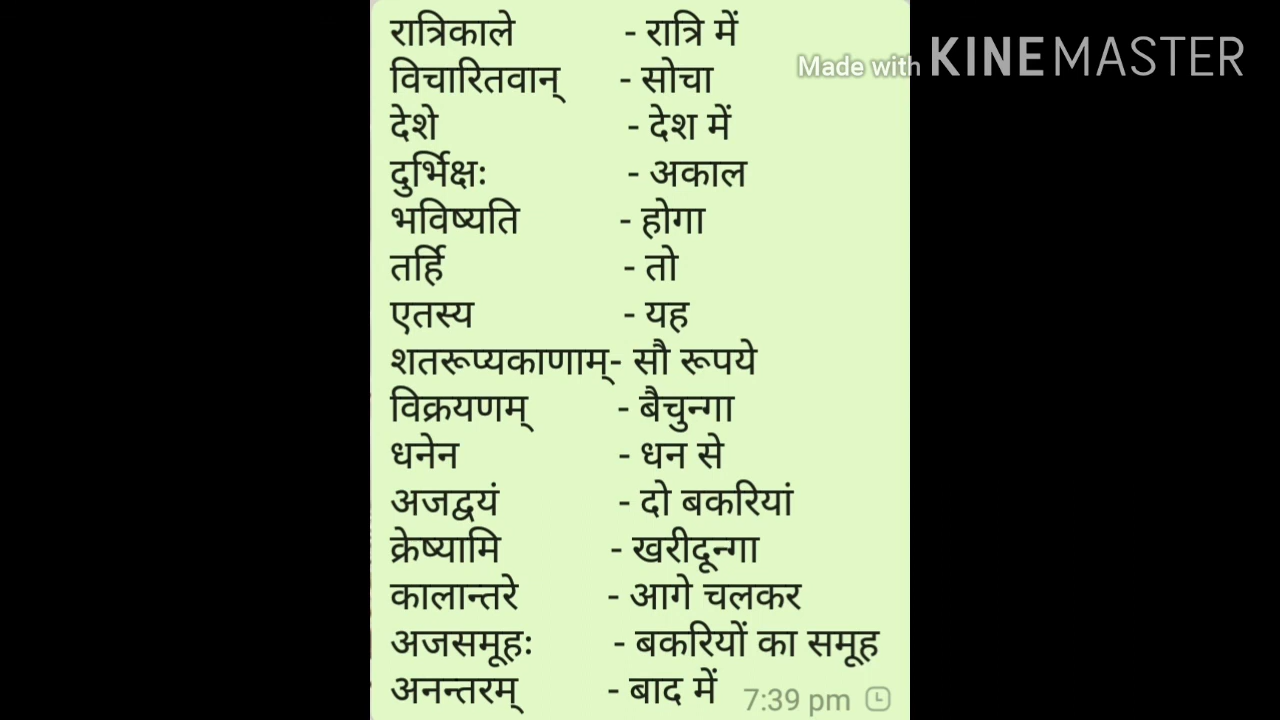 रात्रिकाले - रात्रि में
Made with KINEMASTER
विचारितवान् - सोचा
देशे - देश में
दुर्भिक्षः - अकाल
भविष्यति - होगा
तर्हि - तो
एतस्य - यह
शतरूप्यकाणाम्- सौ रूपये
विक्रयणम् - बैचुन्गा
धनेन - धन से
अजद्वयं - दो बकरियां
क्रेष्यामि - खरीदून्गा
कालान्तरे - आगे चलकर
अजसमूहः - बकरियों का समूह
अनन्तरम् - बाद में 7:39 pm